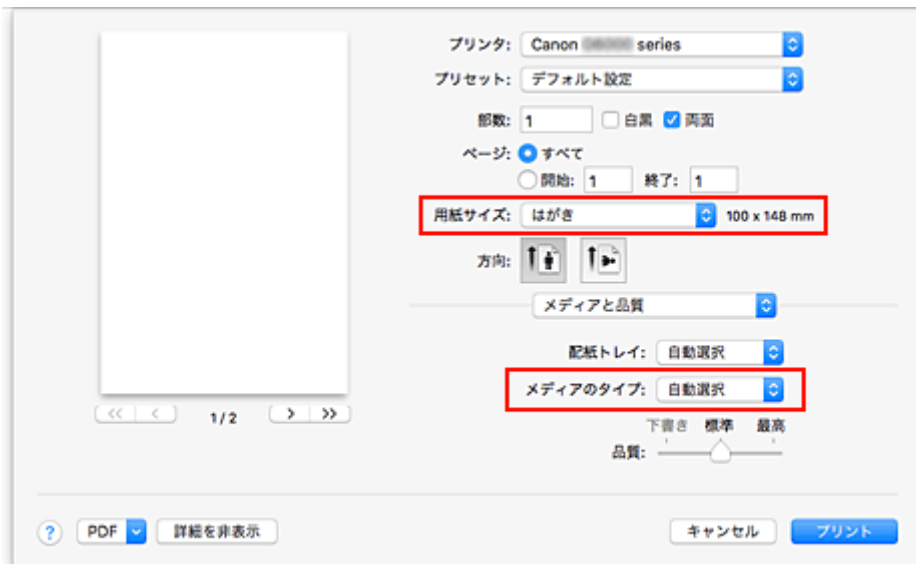 プリンタ: Canon series
プリセット: デフォルト設定
部数: 1 白黒 両面
ページ: すべて
開始: 1 終了: 1
用紙サイズ: はがき 100 x 148 mm
方向:
メディアと品質
配紙トレイ: 自動選択
メディアのタイプ: 自動選択
下書き 標準 最高
品質:
<< < 1/2 > >>
? PDF 詳細を非表示 キャンセル プリント